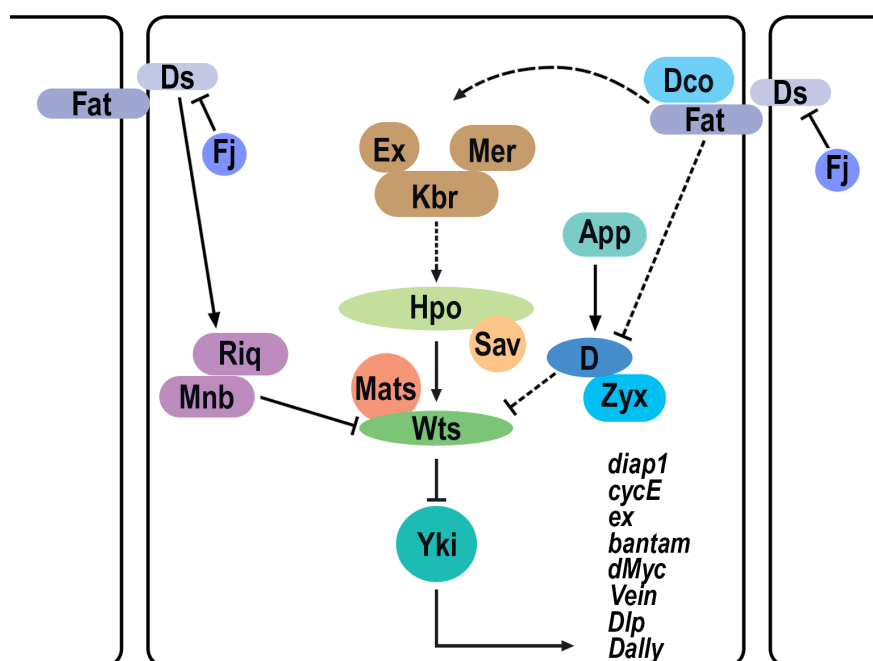 Ds
Fat
Fj
Dco
Ds
Fat
Fj
Ex
Mer
Kbr
App
Hpo
Sav
Riq
Mnb
D
Zyx
Mats
Wts
Yki
diap1
cycE
ex
bantam
dMyc
Vein
Dlp
Dally